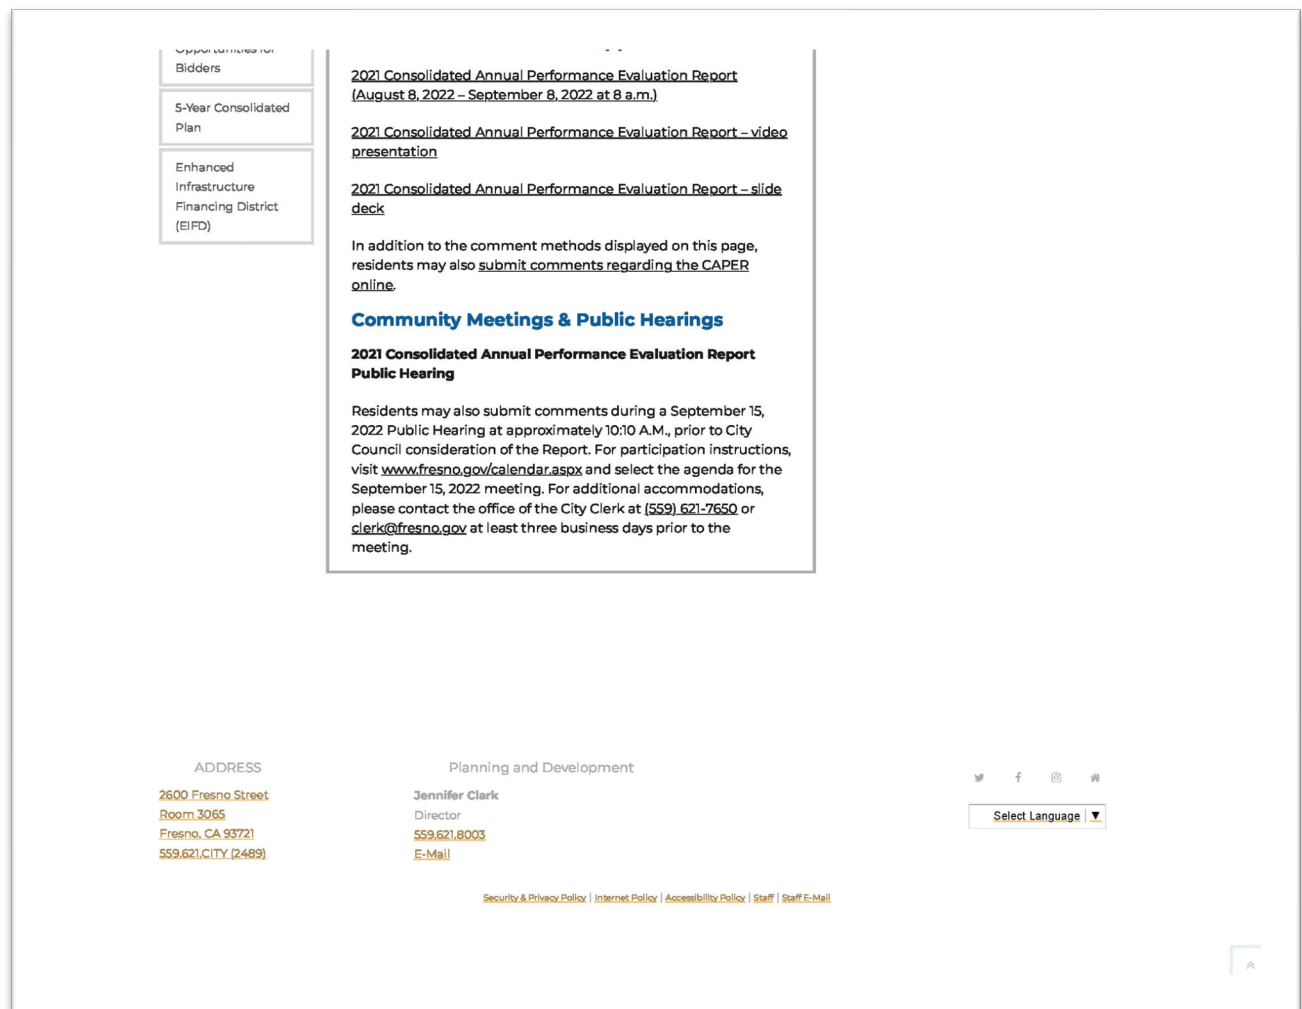 Opportunities for
Bidders
5-Year Consolidated
Plan
Enhanced
Infrastructure
Financing District
(EIFD)
2021 Consolidated Annual Performance Evaluation Report
(August 8, 2022 – September 8, 2022 at 8 a.m.)
2021 Consolidated Annual Performance Evaluation Report – video
presentation
2021 Consolidated Annual Performance Evaluation Report – slide
deck
In addition to the comment methods displayed on this page,
residents may also submit comments regarding the CAPER
online.
Community Meetings & Public Hearings
2021 Consolidated Annual Performance Evaluation Report
Public Hearing
Residents may also submit comments during a September 15,
2022 Public Hearing at approximately 10:10 A.M., prior to City
Council consideration of the Report. For participation instructions,
visit www.fresno.gov/calendar.aspx and select the agenda for the
September 15, 2022 meeting. For additional accommodations,
please contact the office of the City Clerk at (559) 621-7650 or
clerk@fresno.gov at least three business days prior to the
meeting.
ADDRESS
2600 Fresno Street
Room 3065
Fresno, CA 93721
559.621.CITY (2489)
Planning and Development
Jennifer Clark
Director
559.621.8003
E-Mail
Select Language ▼
Security & Privacy Policy | Internet Policy | Accessibility Policy | Staff | Staff E-Mail